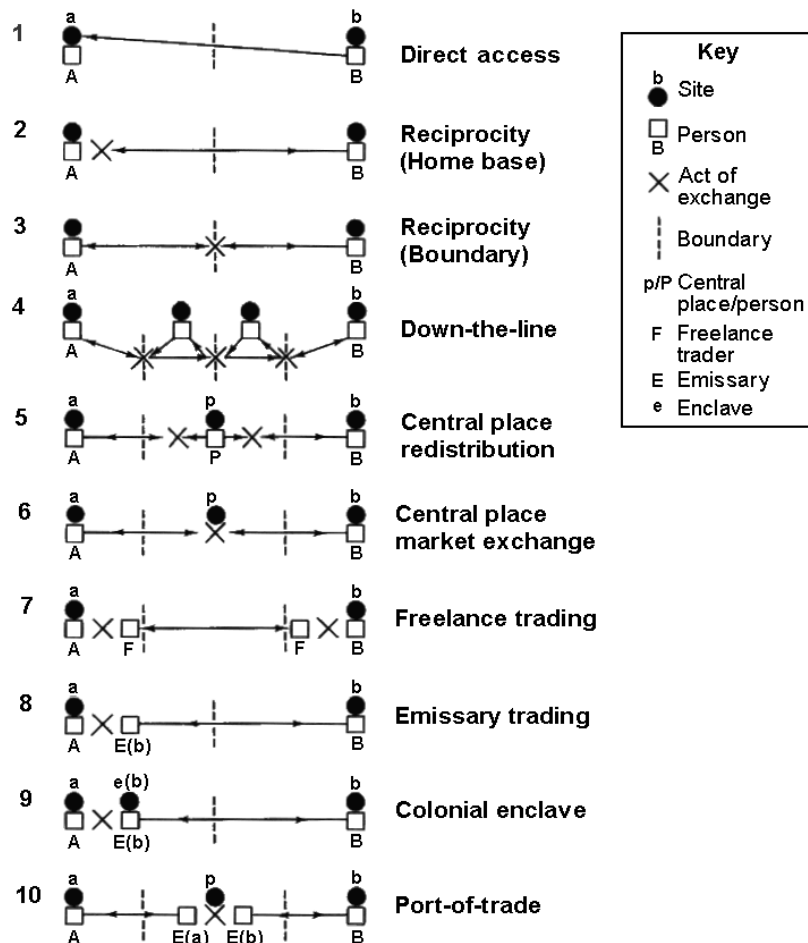 a b
1 Direct access
A B
2 Reciprocity
(Home base)
A B
3 Reciprocity
(Boundary)
A B
a b
4 Down-the-line
A B
a p b
5 Central place
redistribution
A P B
a p b
6 Central place
market exchange
A B
a b
7 Freelance trading
A F F B
a b
8 Emissary trading
A E(b) B
a e(b) b
9 Colonial enclave
A E(b) B
a p b
10 Port-of-trade
A E(a) E(b) B
Key
b
Site
Person
B
Act of
exchange
Boundary
p/P Central
place/person
F Freelance
trader
E Emissary
e Enclave